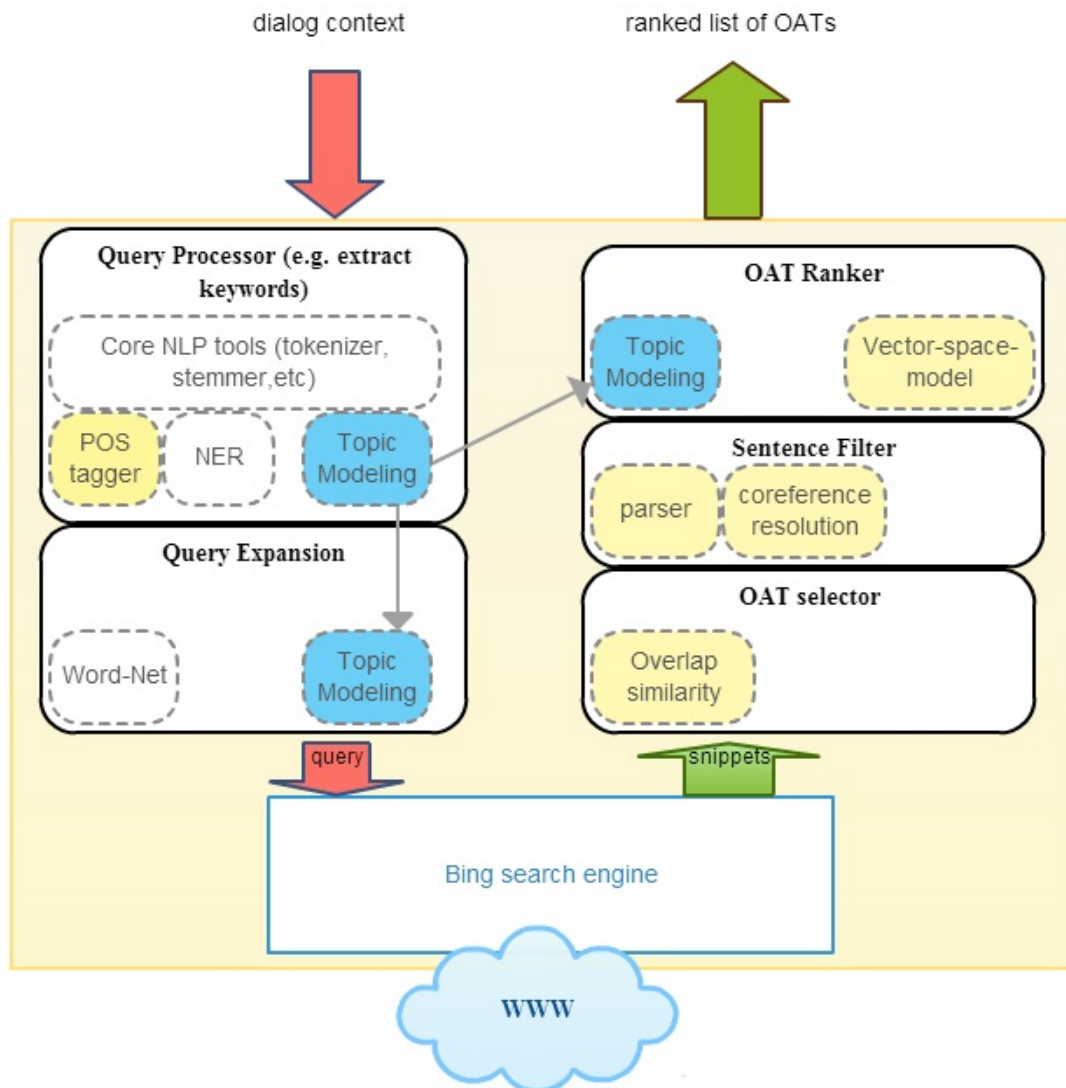 dialog context
ranked list of OATs
Query Processor (e.g. extract
keywords)
Core NLP tools (tokenizer,
stemmer,etc)
POS
tagger
NER
Topic
Modeling
Query Expansion
Word-Net
Topic
Modeling
query
OAT Ranker
Topic
Modeling
Vector-space-
model
Sentence Filter
parser
coreference
resolution
OAT selector
Overlap
similarity
snippets
Bing search engine
WWW